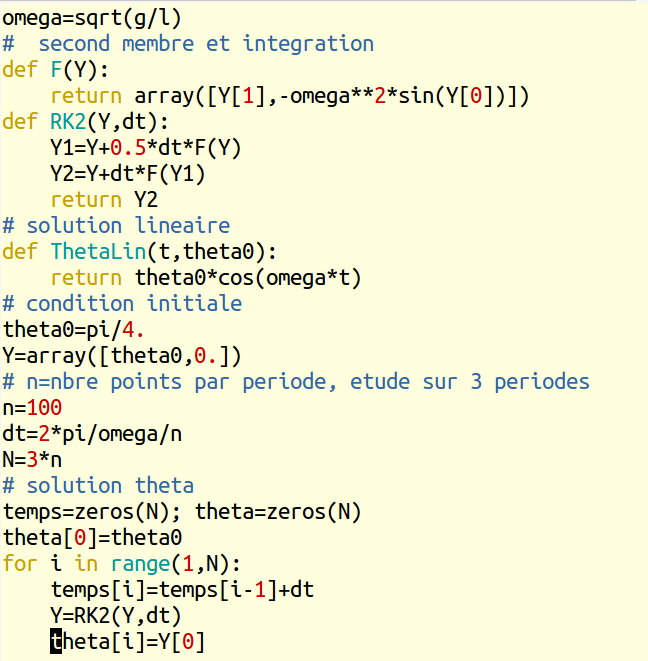 omega=sqrt(g/l)
#  second membre et integration
def F(Y):
    return array([Y[1],-omega**2*sin(Y[0])])
def RK2(Y,dt):
    Y1=Y+0.5*dt*F(Y)
    Y2=Y+dt*F(Y1)
    return Y2
# solution lineaire
def ThetaLin(t,theta0):
    return theta0*cos(omega*t)
# condition initiale
theta0=pi/4.
Y=array([theta0,0.])
# n=nbre points par periode, etude sur 3 periodes
n=100
dt=2*pi/omega/n
N=3*n
# solution theta
temps=zeros(N); theta=zeros(N)
theta[0]=theta0
for i in range(1,N):
    temps[i]=temps[i-1]+dt
    Y=RK2(Y,dt)
    theta[i]=Y[0]